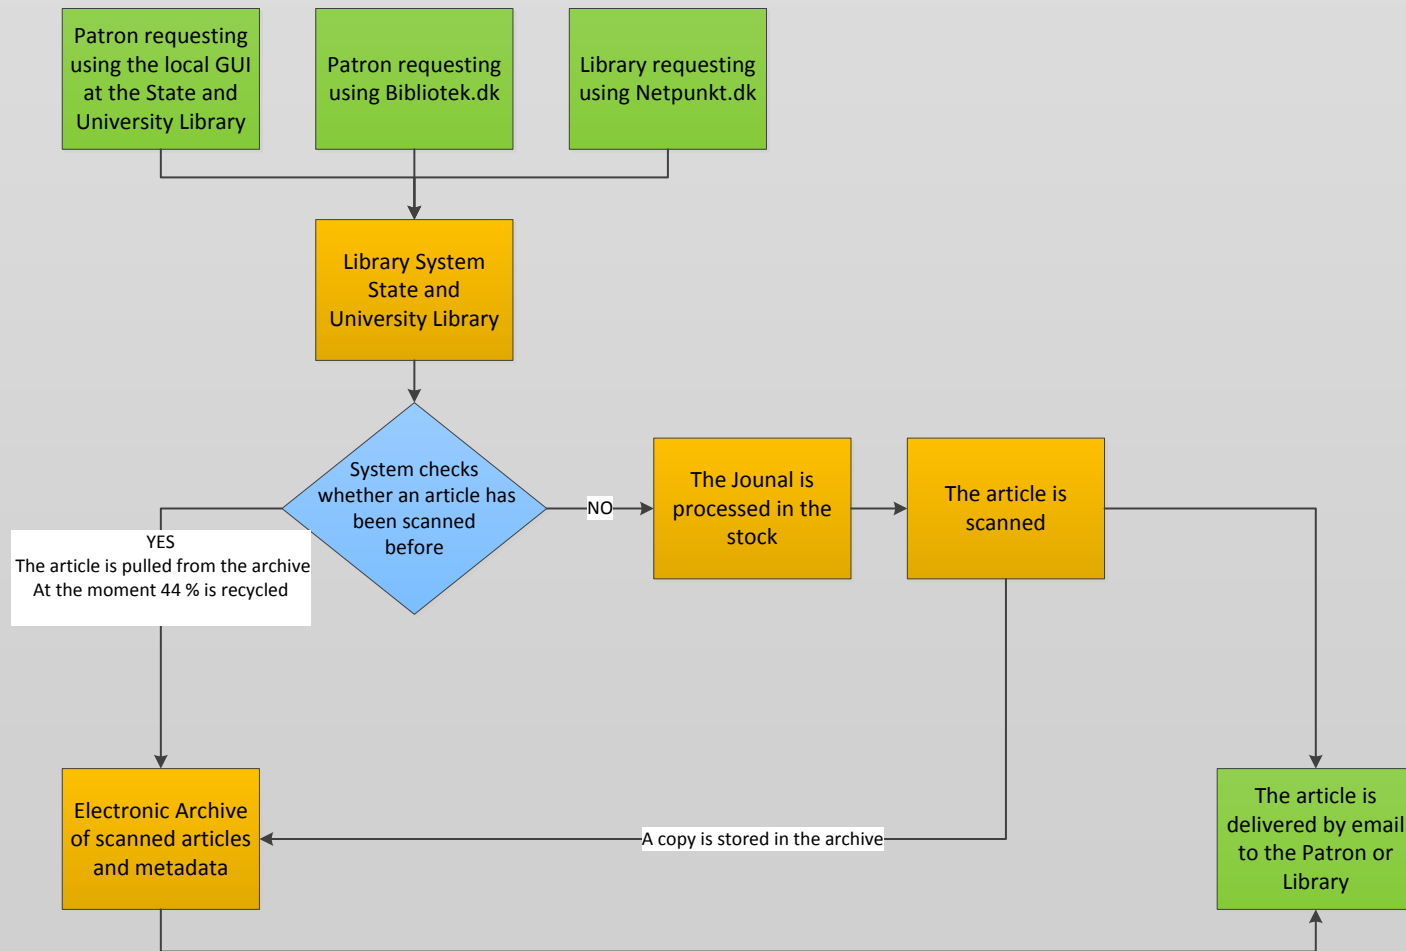 Patron requesting
using the local GUI
at the State and
University Library
Patron requesting
using Bibliotek.dk
Library requesting
using Netpunkt.dk
Library System
State and
University Library
System checks
whether an article has
been scanned
before
NO
The Jounal is
processed in the
stock
The article is
scanned
YES
The article is pulled from the archive
At the moment 44 % is recycled
Electronic Archive
of scanned articles
and metadata
A copy is stored in the archive
The article is
delivered by email
to the Patron or
Library